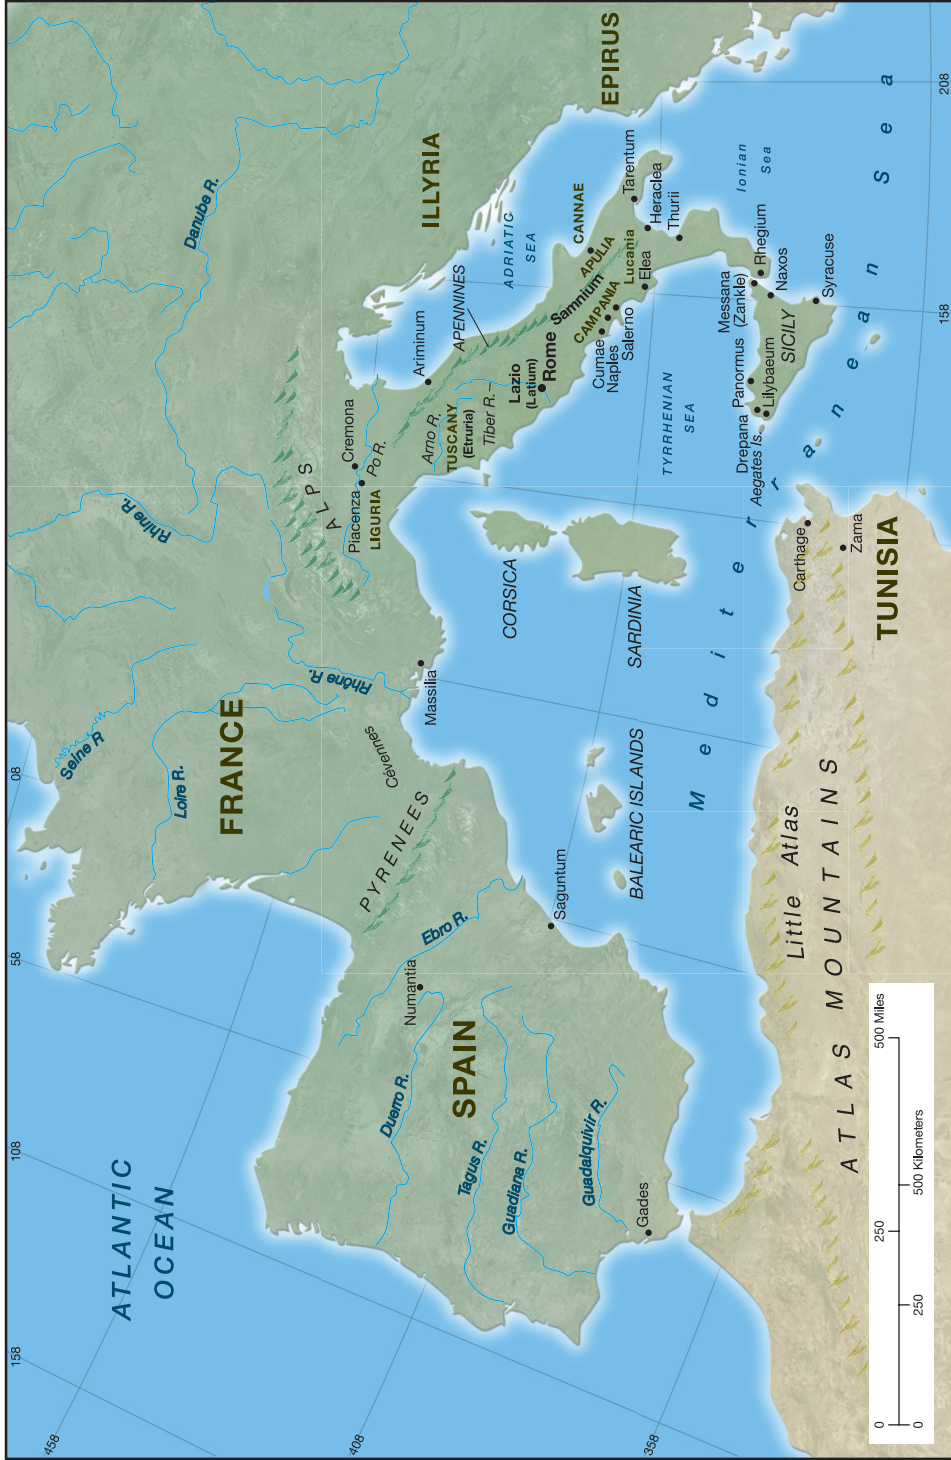 ATLANTIC
OCEAN
458
408
358
158
108
58
08
158
208
Seine R
Loire R.
FRANCE
Rhône R.
Rhine R.
Danube R.
ALPS
Cévennes
PYRENEES
Massilia
Ebro R.
Numantia
SPAIN
Duerro R.
Tagus R.
Guadiana R.
Guadalquivir R.
Gades
Saguntum
BALEARIC ISLANDS
CORSICA
SARDINIA
Mediterranean Sea
Piacenza
Cremona
Po R.
LIGURIA
Ariminum
APENNINES
Arno R.
TUSCANY
(Etruria)
Tiber R.
Lazio
(Latium)
Rome
Samnium
CAMPANIA
APULIA
CANNAE
Cumae
Naples
Salerno
Lucania
Elea
Tarentum
Heraclea
Thurii
ILLYRIA
EPIRUS
ADRIATIC
SEA
Ionian
Sea
TYRRHENIAN
SEA
Messana
(Zankle)
Rhegium
Naxos
Syracuse
SICILY
Panormus
Lilybaeum
Drepana
Aegates Is.
Carthage
Zama
TUNISIA
Little Atlas
ATLAS MOUNTAINS
0
250
500 Miles
0
250
500 Kilometers